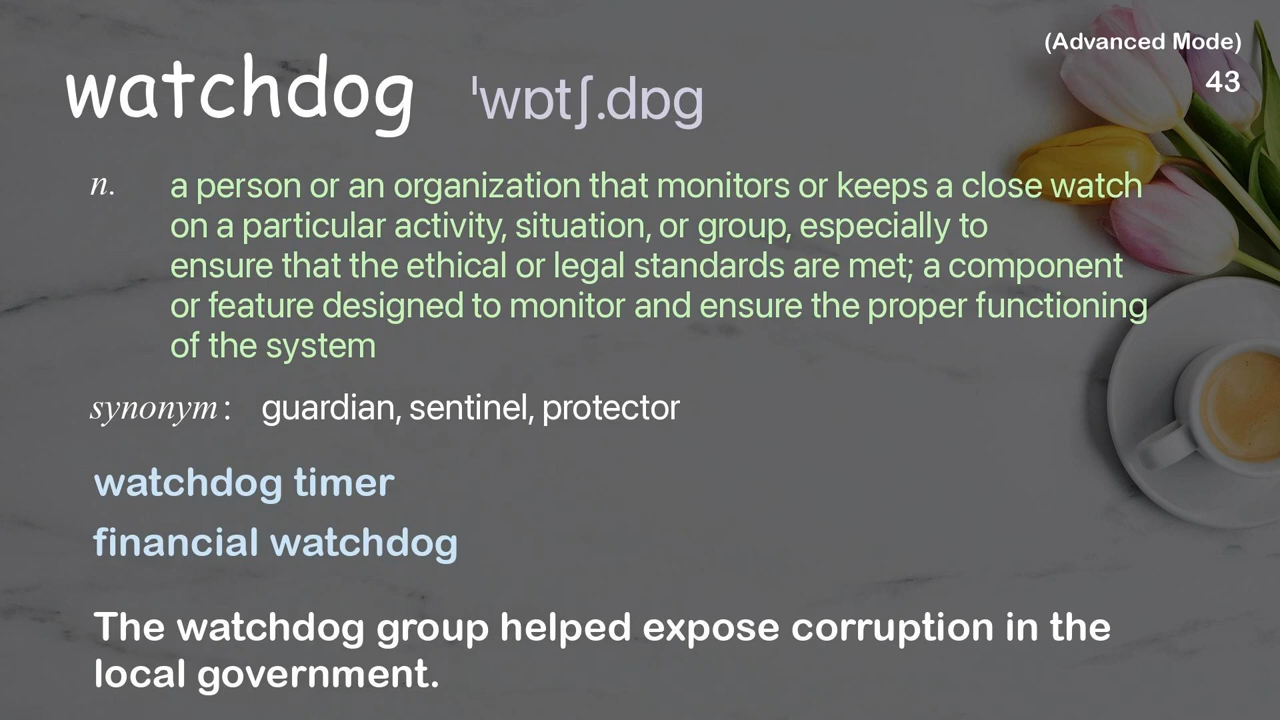 (Advanced Mode)
43
watchdog ˈwɒtʃ.dɒg
n. a person or an organization that monitors or keeps a close watch
on a particular activity, situation, or group, especially to
ensure that the ethical or legal standards are met; a component
or feature designed to monitor and ensure the proper functioning
of the system
synonym: guardian, sentinel, protector
watchdog timer
financial watchdog
The watchdog group helped expose corruption in the
local government.